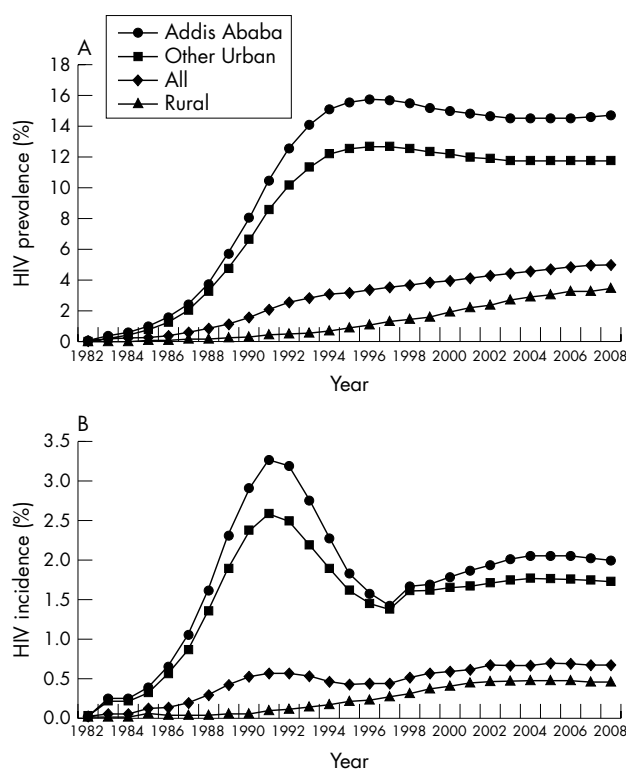 A
Addis Ababa
Other Urban
All
Rural
HIV prevalence (%)
18
16
14
12
10
8
6
4
2
0
1982 1984 1986 1988 1990 1992 1994 1996 1998 2000 2002 2004 2006 2008
Year
B
HIV incidence (%)
3.5
3.0
2.5
2.0
1.5
1.0
0.5
0.0
1982 1984 1986 1988 1990 1992 1994 1996 1998 2000 2002 2004 2006 2008
Year